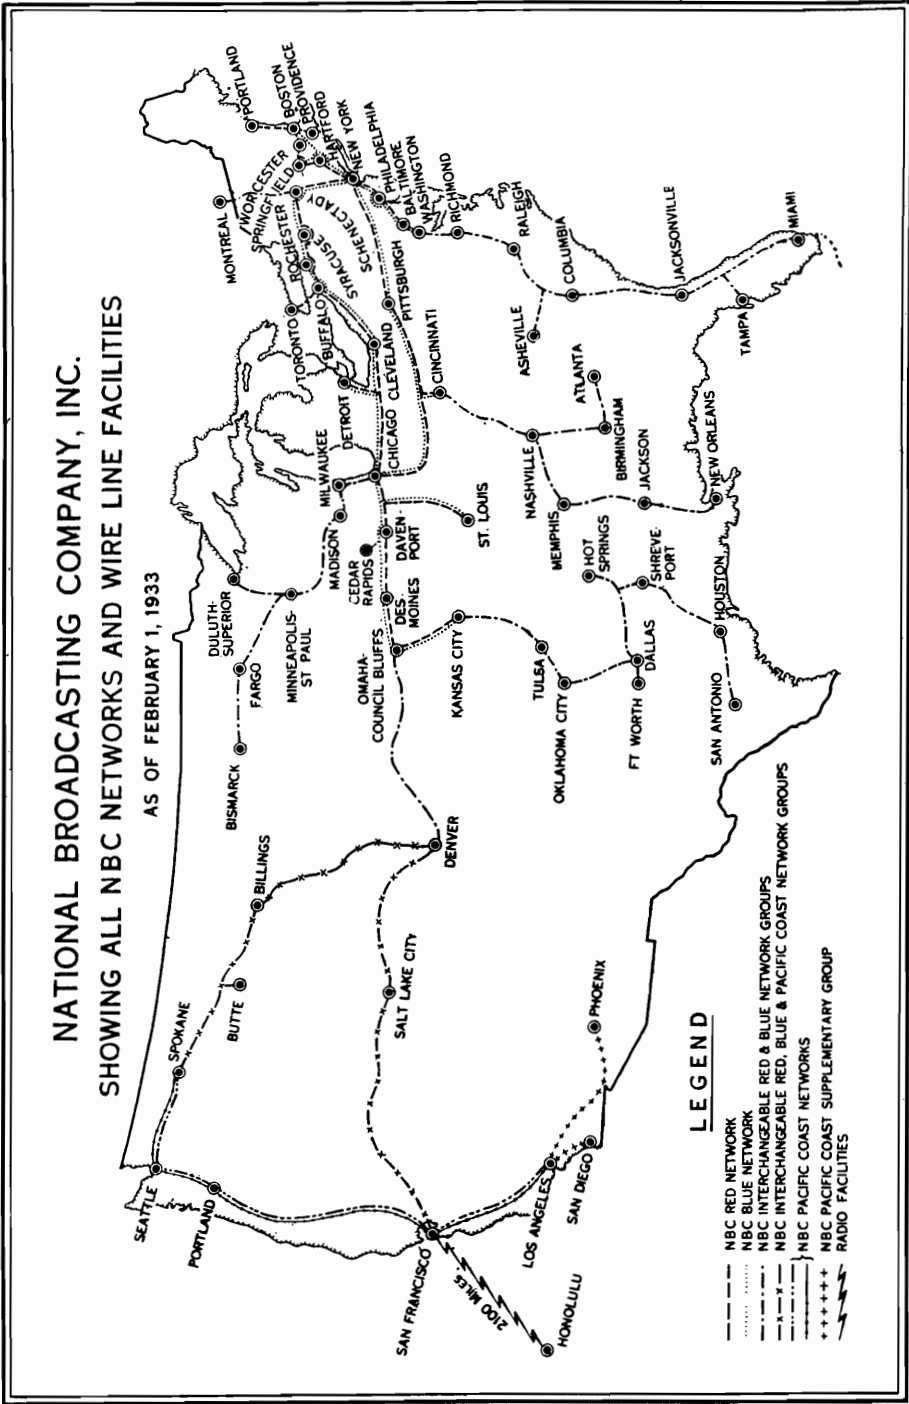 NATIONAL BROADCASTING COMPANY, INC.
SHOWING ALL NBC NETWORKS AND WIRE LINE FACILITIES
AS OF FEBRUARY 1, 1933
SEATTLE
PORTLAND
SPOKANE
BUTTE
BILLINGS
BISMARCK
FARGO
DULUTH-
SUPERIOR
MINNEAPOLIS-
ST PAUL
MADISON
MILWAUKEE
CHICAGO
DETROIT
CLEVELAND
TORONTO
BUFFALO
ROCHESTER
SYRACUSE
SCHENECTADY
MONTREAL
SPRINGFIELD
WORCESTER
PORTLAND
BOSTON
PROVIDENCE
HARTFORD
NEW YORK
PHILADELPHIA
BALTIMORE
WASHINGTON
RICHMOND
RALEIGH
PITTSBURGH
CINCINNATI
CEDAR
RAPIDS
DAVEN-
PORT
DES
MOINES
OMAHA-
COUNCIL BLUFFS
KANSAS CITY
ST. LOUIS
DENVER
SALT LAKE CITY
SAN FRANCISCO
2100 MILES
HONOLULU
LOS ANGELES
SAN DIEGO
PHOENIX
TULSA
OKLAHOMA CITY
FT WORTH
DALLAS
HOT
SPRINGS
SHREVE-
PORT
HOUSTON
SAN ANTONIO
NASHVILLE
MEMPHIS
JACKSON
NEW ORLEANS
BIRMINGHAM
ATLANTA
ASHEVILLE
COLUMBIA
JACKSONVILLE
TAMPA
MIAMI
LEGEND
NBC RED NETWORK
NBC BLUE NETWORK
NBC INTERCHANGEABLE RED & BLUE NETWORK GROUPS
NBC INTERCHANGEABLE RED, BLUE & PACIFIC COAST NETWORK GROUPS
NBC PACIFIC COAST NETWORKS
NBC PACIFIC COAST SUPPLEMENTARY GROUP
RADIO FACILITIES